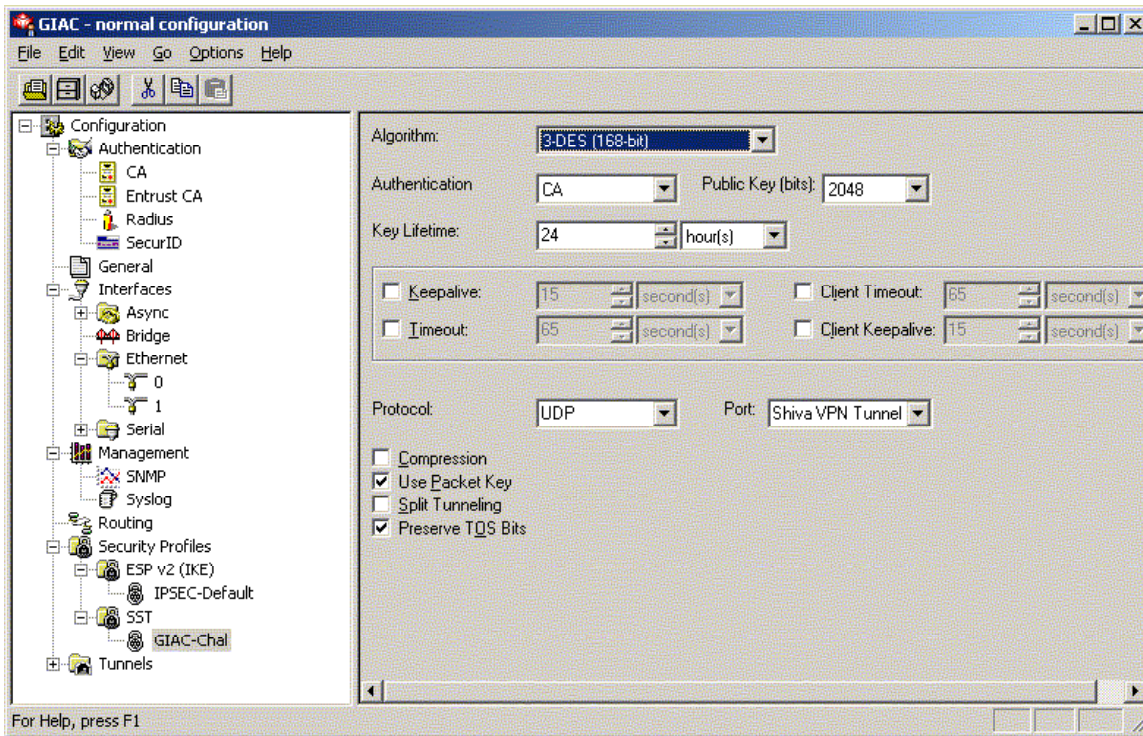 GIAC - normal configuration
File Edit View Go Options Help
Configuration
Authentication
CA
Entrust CA
Radius
SecurID
General
Interfaces
Async
Bridge
Ethernet
0
1
Serial
Management
SNMP
Syslog
Routing
Security Profiles
ESP v2 (IKE)
IPSEC-Default
SST
GIAC-Chal
Tunnels
Algorithm: 3-DES (168-bit)
Authentication CA Public Key (bits): 2048
Key Lifetime: 24 hour(s)
Keepalive: 15 second(s) Client Timeout: 65 second(s)
Timeout: 65 second(s) Client Keepalive: 15 second(s)
Protocol: UDP Port: Shiva VPN Tunnel
Compression
Use Packet Key
Split Tunneling
Preserve TOS Bits
For Help, press F1